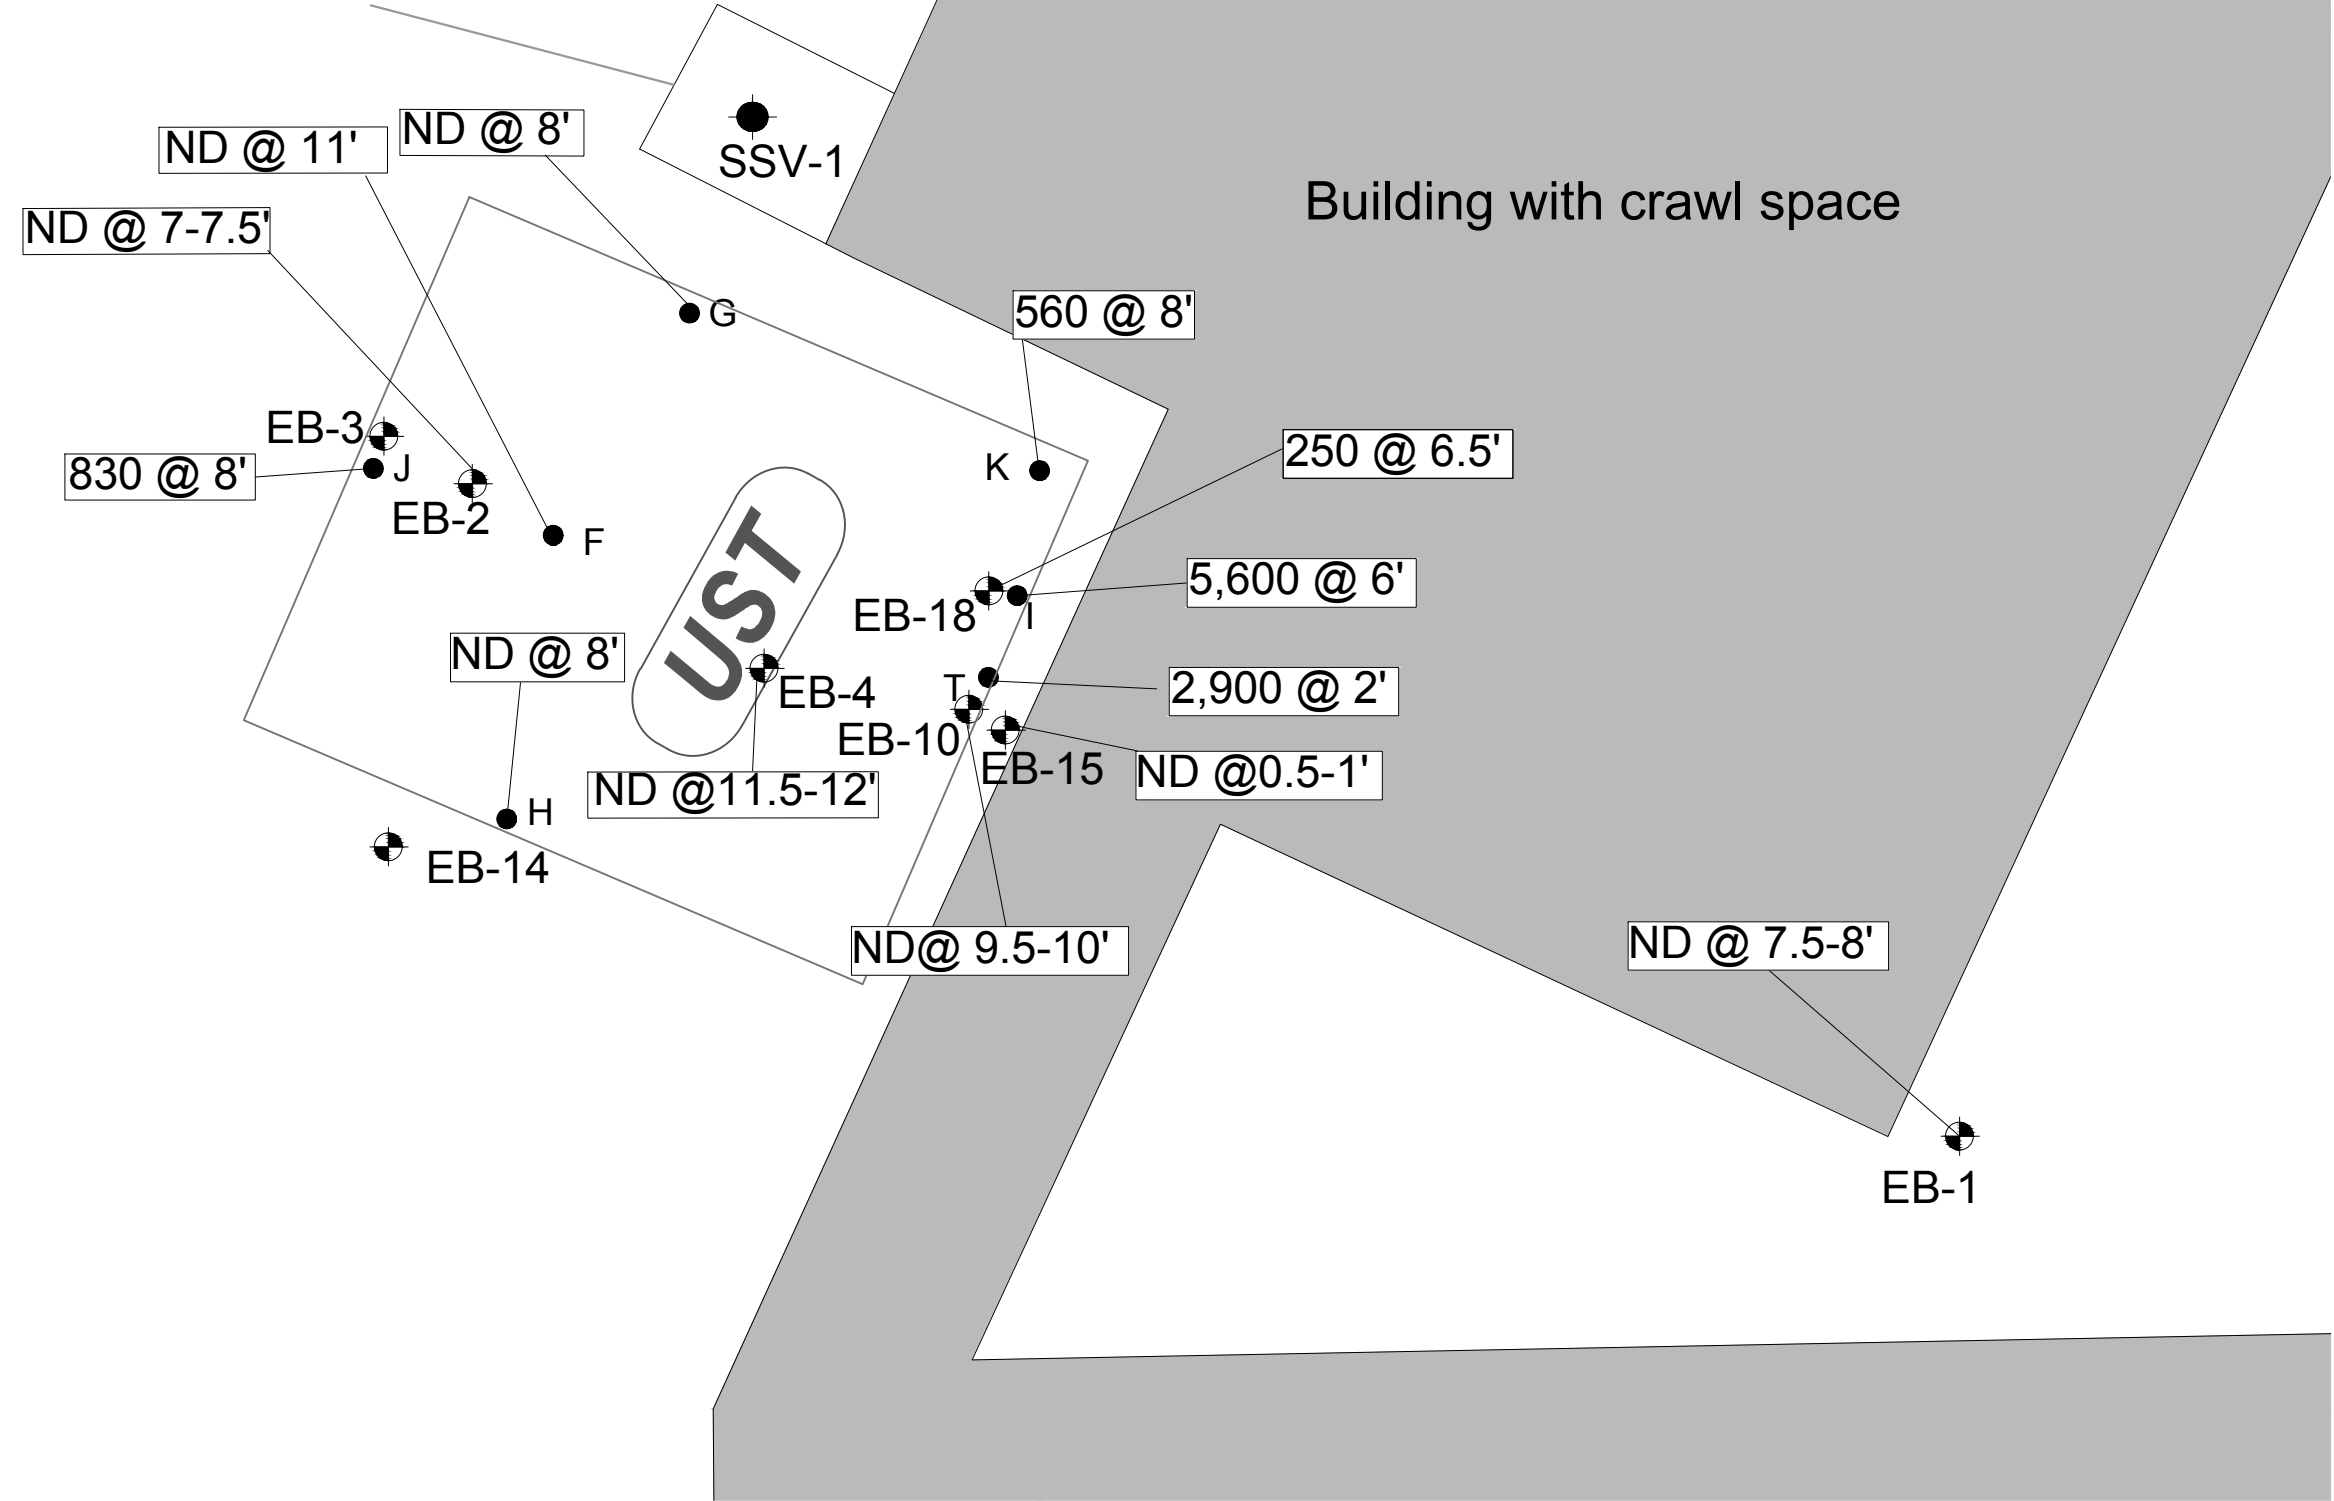 ND @ 8'
ND @ 11'
SSV-1
Building with crawl space
ND @ 7-7.5'
G
560 @ 8'
EB-3
830 @ 8'
J
K
250 @ 6.5'
EB-2
F
UST
5,600 @ 6'
EB-18
I
ND @ 8'
EB-4
T
2,900 @ 2'
EB-10
EB-15
ND @0.5-1'
ND @11.5-12'
H
EB-14
ND@ 9.5-10'
ND @ 7.5-8'
EB-1